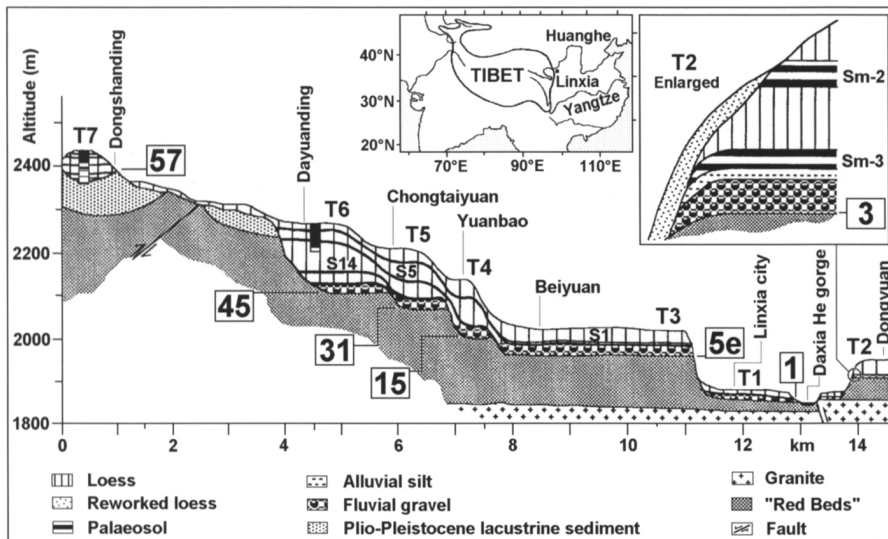 Altitude (m)
2400
2200
2000
1800
0
2
4
6
8
10
12
km
14
T7
Dongshanding
57
Dayuanding
T6
S14
45
Chongtaiyuan
T5
S5
31
Yuanbao
T4
15
Beiyuan
S1
T3
5e
T1
Linxia city
1
Daxia He gorge
T2
Dongyuan
40°N
30°N
20°N
70°E
90°E
110°E
TIBET
Huanghe
Linxia
Yangtze
T2
Enlarged
Sm-2
Sm-3
3
Loess
Reworked loess
Palaeosol
Alluvial silt
Fluvial gravel
Plio-Pleistocene lacustrine sediment
Granite
"Red Beds"
Fault